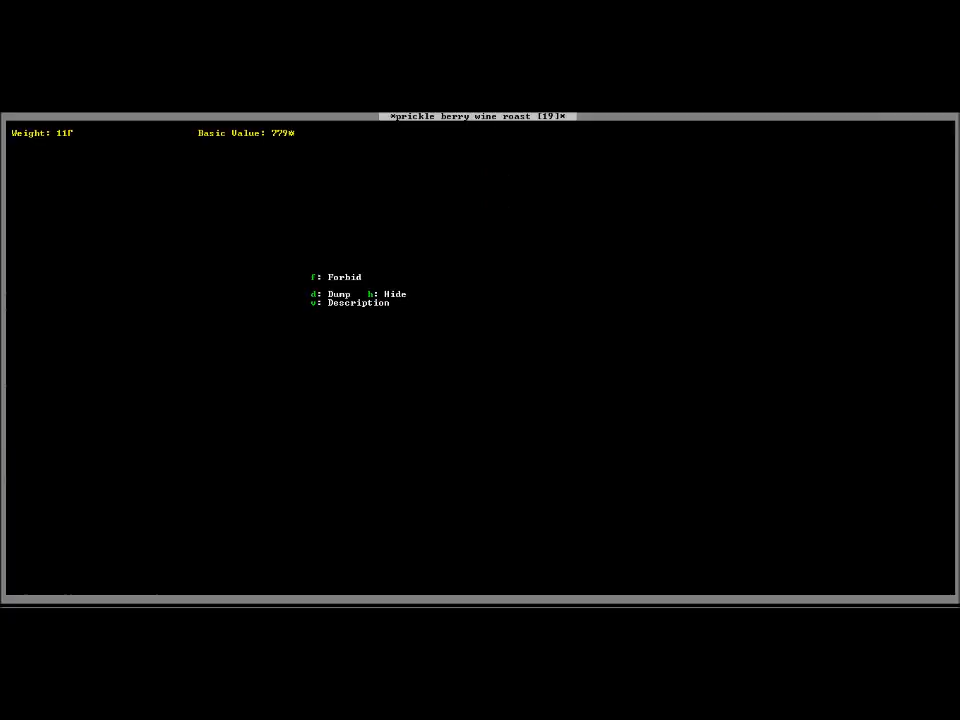 *prickle berry wine roast [19]*
Weight: 11Γ Basic Value: 779☼
f: Forbid
d: Dump h: Hide
v: Description